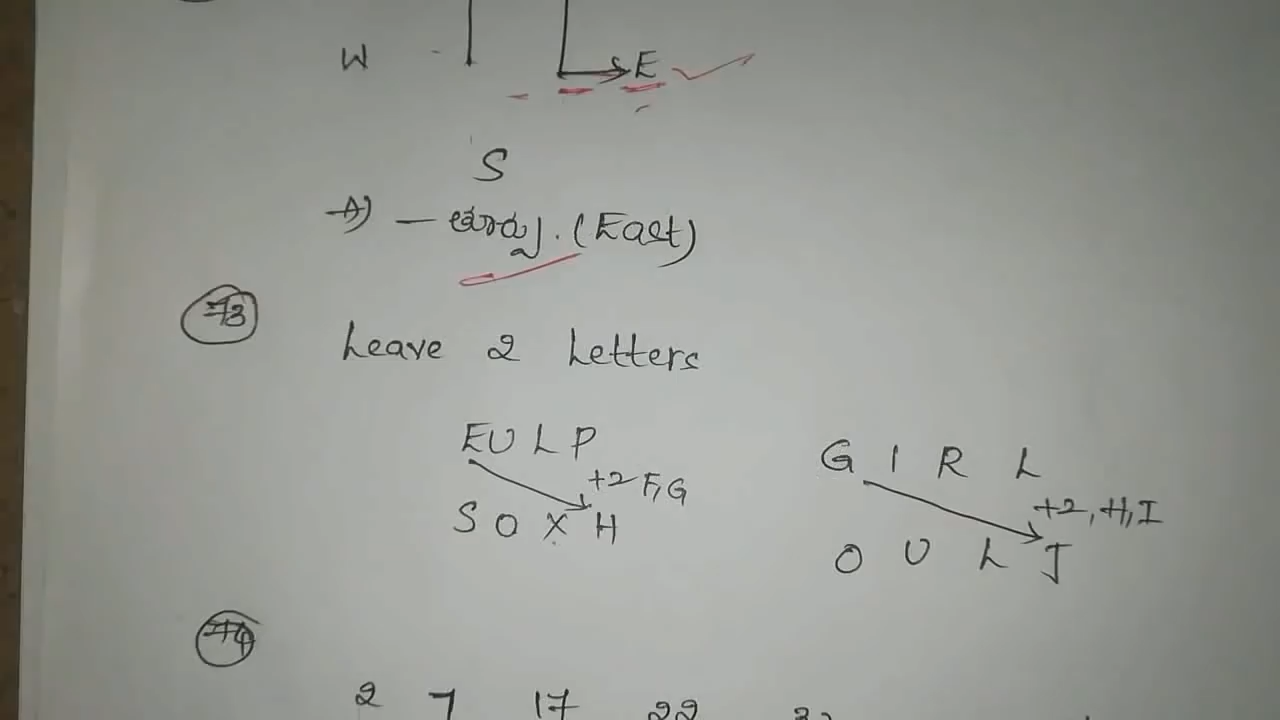 W E
S
A) — (East)
73
Leave 2 Letters
EULP
+2 F,G
SOXH
GIRL
+2, H, I
OULJ
74
2 7 17 22